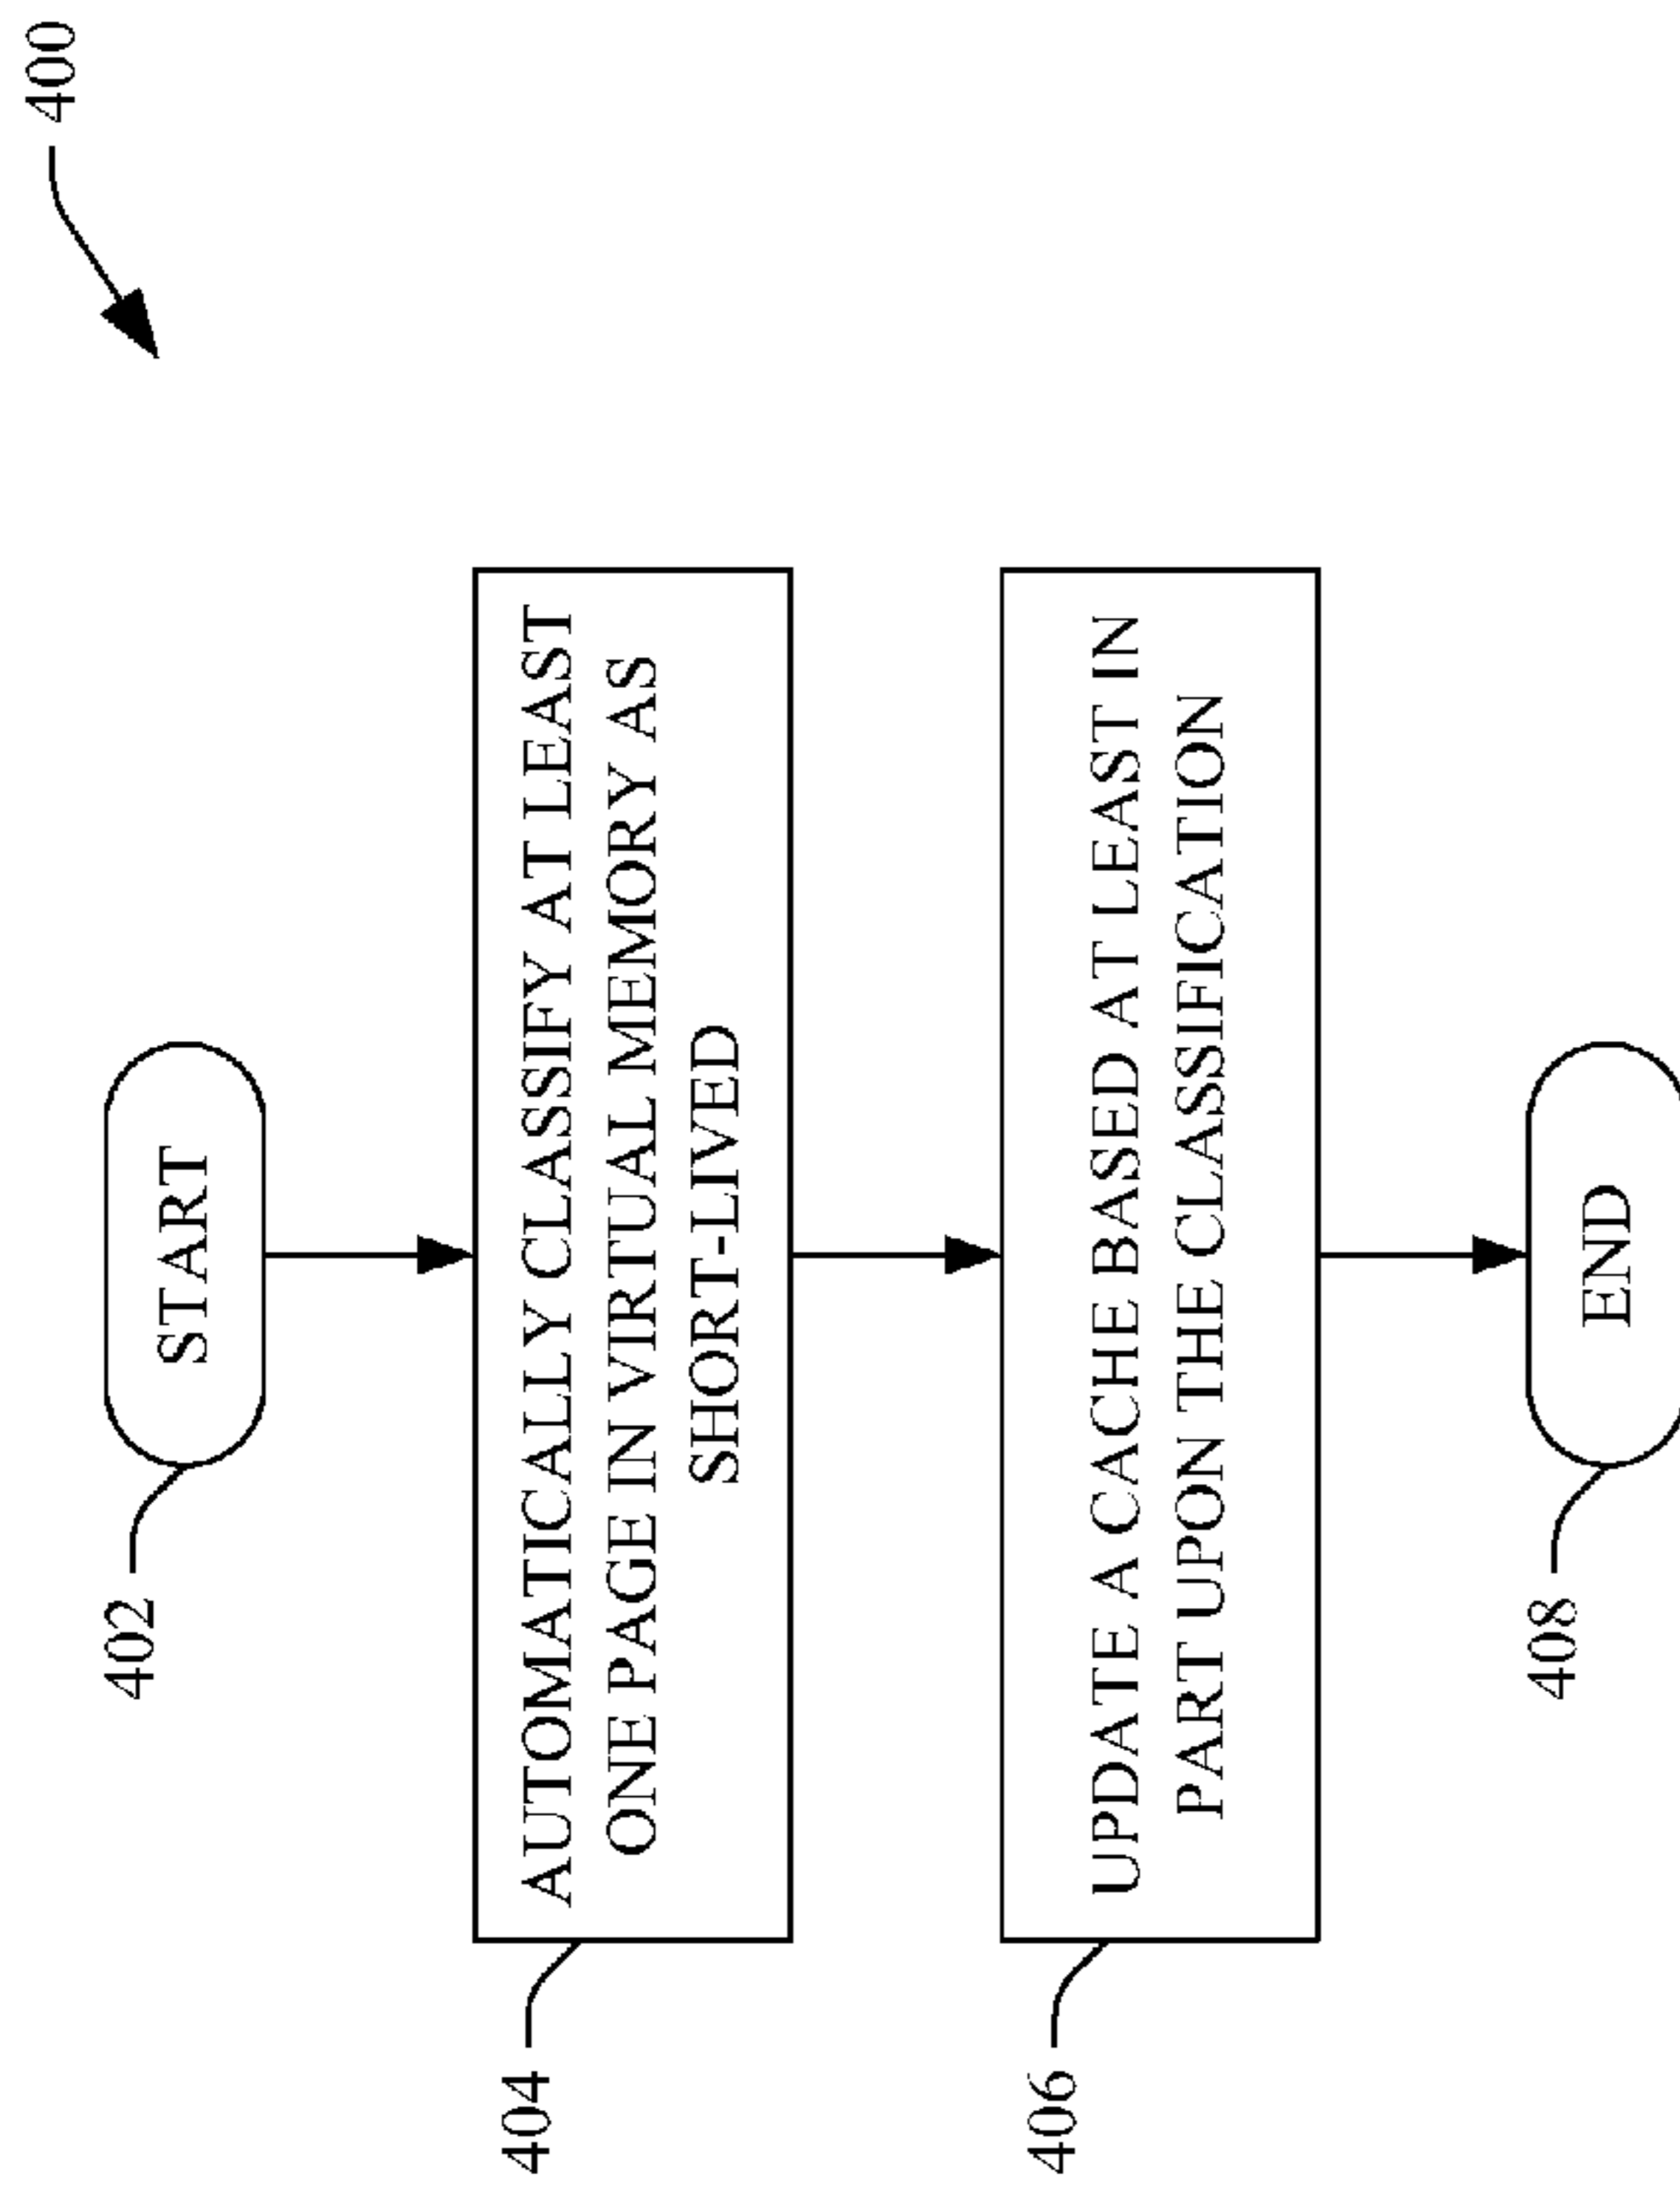 400
402
START
404
AUTOMATICALLY CLASSIFY AT LEAST
ONE PAGE IN VIRTUAL MEMORY AS
SHORT-LIVED
406
UPDATE A CACHE BASED AT LEAST IN
PART UPON THE CLASSIFICATION
408
END